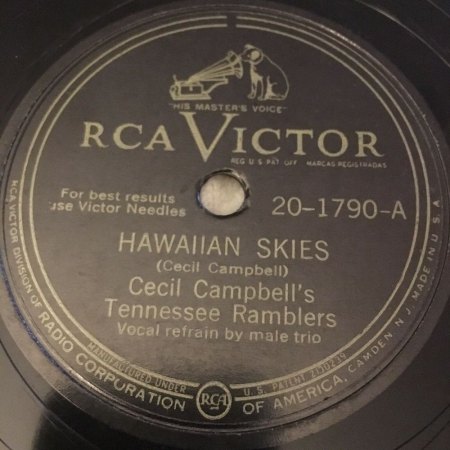 "HIS MASTER'S VOICE"
RCA VICTOR
REG U S PAT OFF MARCAS REGISTRADAS
For best results
use Victor Needles
20-1790-A
HAWAIIAN SKIES
(Cecil Campbell)
Cecil Campbell's
Tennessee Ramblers
Vocal refrain by male trio
RCA VICTOR DIVISION OF RADIO CORPORATION OF AMERICA, CAMDEN N. J. MADE IN U.S.A.
MANUFACTURED UNDER U.S. PATENT 2110239
RCA